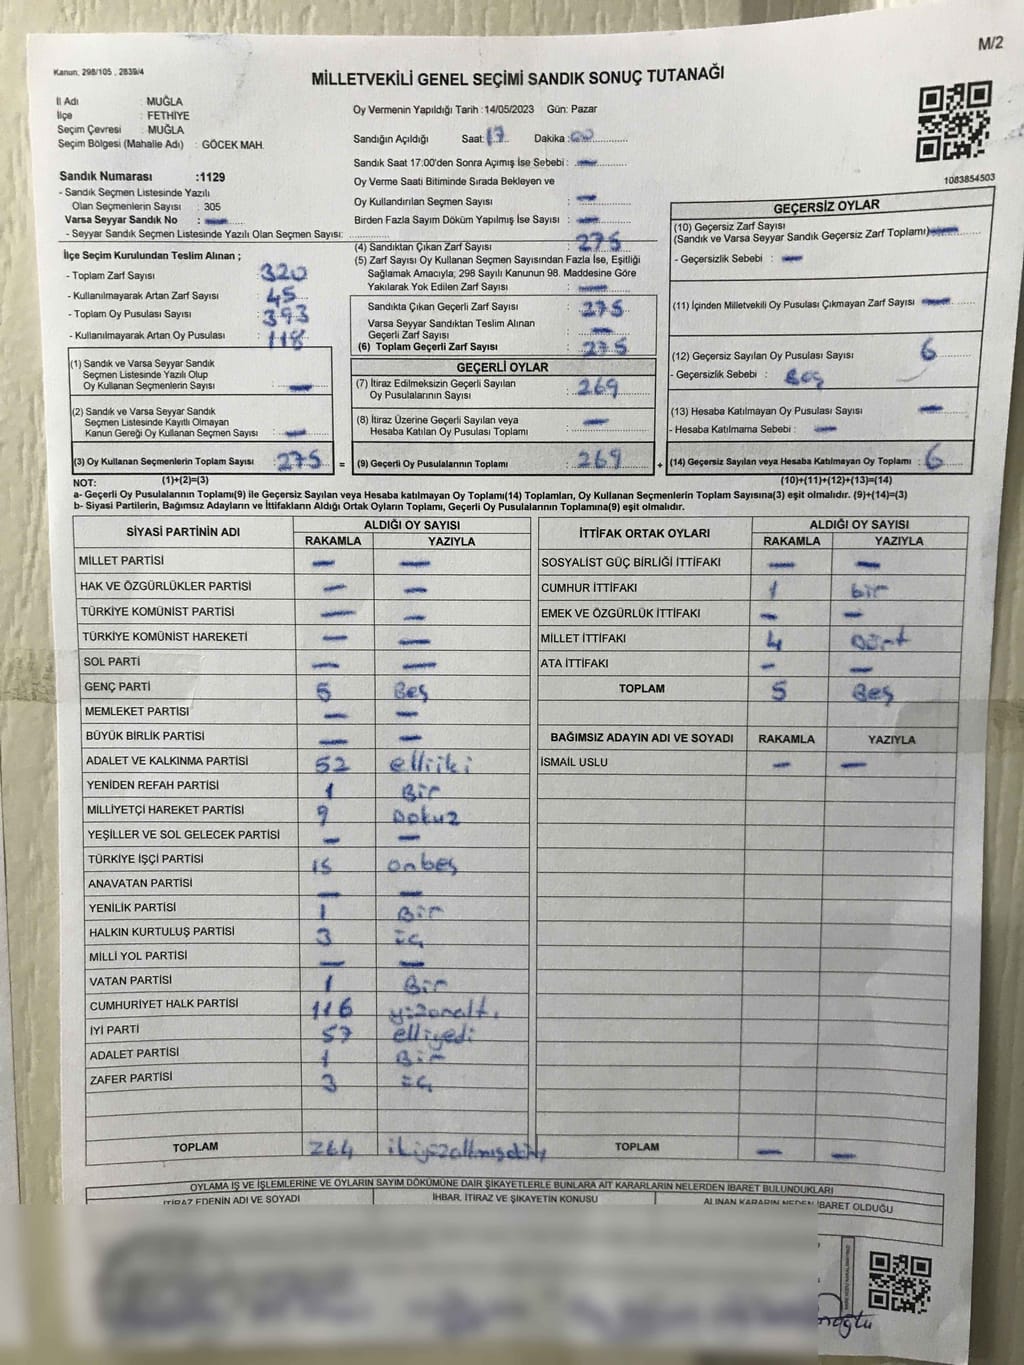 M/2
Kanun, 298/105 , 2839/4
MİLLETVEKİLİ GENEL SEÇİMİ SANDIK SONUÇ TUTANAĞI
İl Adı : MUĞLA
İlçe : FETHİYE
Seçim Çevresi : MUĞLA
Seçim Bölgesi (Mahalle Adı) : GÖCEK MAH.
Sandık Numarası :1129
- Sandık Seçmen Listesinde Yazılı
Olan Seçmenlerin Sayısı : 305
Varsa Seyyar Sandık No : —
- Seyyar Sandık Seçmen Listesinde Yazılı Olan Seçmen Sayısı:
İlçe Seçim Kurulundan Teslim Alınan ;
- Toplam Zarf Sayısı : 320
- Kullanılmayarak Artan Zarf Sayısı : 45
- Toplam Oy Pusulası Sayısı : 393
- Kullanılmayarak Artan Oy Pusulası : 118
(1) Sandık ve Varsa Seyyar Sandık
Seçmen Listesinde Yazılı Olup
Oy Kullanan Seçmenlerin Sayısı : —
(2) Sandık ve Varsa Seyyar Sandık
Seçmen Listesinde Kayıtlı Olmayan
Kanun Gereği Oy Kullanan Seçmen Sayısı : —
(3) Oy Kullanan Seçmenlerin Toplam Sayısı : 275
(1)+(2)=(3)
Oy Vermenin Yapıldığı Tarih : 14/05/2023 Gün: Pazar
Sandığın Açıldığı Saat: 17 Dakika : 00
Sandık Saat 17:00'den Sonra Açımış İse Sebebi : —
Oy Verme Saati Bitiminde Sırada Bekleyen ve
Oy Kullandırılan Seçmen Sayısı : —
Birden Fazla Sayım Döküm Yapılmış İse Sayısı : —
(4) Sandıktan Çıkan Zarf Sayısı : 275
(5) Zarf Sayısı Oy Kullanan Seçmen Sayısından Fazla İse, Eşitliği
Sağlamak Amacıyla; 298 Sayılı Kanunun 98. Maddesine Göre
Yakılarak Yok Edilen Zarf Sayısı : —
Sandıkta Çıkan Geçerli Zarf Sayısı : 275
Varsa Seyyar Sandıktan Teslim Alınan
Geçerli Zarf Sayısı : —
(6) Toplam Geçerli Zarf Sayısı : 275
GEÇERLİ OYLAR
(7) İtiraz Edilmeksizin Geçerli Sayılan
Oy Pusulalarının Sayısı : 269
(8) İtiraz Üzerine Geçerli Sayılan veya
Hesaba Katılan Oy Pusulası Toplamı : —
= (9) Geçerli Oy Pusulalarının Toplamı : 269
1083854503
GEÇERSİZ OYLAR
(10) Geçersiz Zarf Sayısı
(Sandık ve Varsa Seyyar Sandık Geçersiz Zarf Toplamı) —
- Geçersizlik Sebebi : —
(11) İçinden Milletvekili Oy Pusulası Çıkmayan Zarf Sayısı —
(12) Geçersiz Sayılan Oy Pusulası Sayısı : 6
- Geçersizlik Sebebi : Boş
(13) Hesaba Katılmayan Oy Pusulası Sayısı : —
- Hesaba Katılmama Sebebi : —
+ (14) Geçersiz Sayılan veya Hesaba Katılmayan Oy Toplamı : 6
(10)+(11)+(12)+(13)=(14)
NOT:
a- Geçerli Oy Pusulalarının Toplamı(9) ile Geçersiz Sayılan veya Hesaba katılmayan Oy Toplamı(14) Toplamları, Oy Kullanan Seçmenlerin Toplam Sayısına(3) eşit olmalıdır. (9)+(14)=(3)
b- Siyasi Partilerin, Bağımsız Adayların ve İttifakların Aldığı Ortak Oyların Toplamı, Geçerli Oy Pusulalarının Toplamına(9) eşit olmalıdır.
SİYASİ PARTİNİN ADI ALDIĞI OY SAYISI
RAKAMLA YAZIYLA
MİLLET PARTİSİ — —
HAK VE ÖZGÜRLÜKLER PARTİSİ — —
TÜRKİYE KOMÜNİST PARTİSİ — —
TÜRKİYE KOMÜNİST HAREKETİ — —
SOL PARTİ — —
GENÇ PARTİ 5 Beş
MEMLEKET PARTİSİ — —
BÜYÜK BİRLİK PARTİSİ — —
ADALET VE KALKINMA PARTİSİ 52 elliiki
YENİDEN REFAH PARTİSİ 1 Bir
MİLLİYETÇİ HAREKET PARTİSİ 9 Dokuz
YEŞİLLER VE SOL GELECEK PARTİSİ — —
TÜRKİYE İŞÇİ PARTİSİ 15 onbeş
ANAVATAN PARTİSİ — —
YENİLİK PARTİSİ 1 Bir
HALKIN KURTULUŞ PARTİSİ 3 üç
MİLLİ YOL PARTİSİ — —
VATAN PARTİSİ 1 Bir
CUMHURİYET HALK PARTİSİ 116 yüzonaltı
İYİ PARTİ 57 elliyedi
ADALET PARTİSİ 1 Bir
ZAFER PARTİSİ 3 üç
TOPLAM 264 ikiyüzaltmışdört
İTTİFAK ORTAK OYLARI ALDIĞI OY SAYISI
RAKAMLA YAZIYLA
SOSYALİST GÜÇ BİRLİĞİ İTTİFAKI — —
CUMHUR İTTİFAKI 1 bir
EMEK VE ÖZGÜRLÜK İTTİFAKI — —
MİLLET İTTİFAKI 4 Dört
ATA İTTİFAKI — —
TOPLAM 5 Beş
BAĞIMSIZ ADAYIN ADI VE SOYADI RAKAMLA YAZIYLA
İSMAİL USLU — —
TOPLAM — —
OYLAMA İŞ VE İŞLEMLERİNE VE OYLARIN SAYIM DÖKÜMÜNE DAİR ŞİKAYETLERLE BUNLARA AİT KARARLARIN NELERDEN İBARET BULUNDUKLARI
İTİRAZ EDENİN ADI VE SOYADI İHBAR, İTİRAZ VE ŞİKAYETİN KONUSU ALINAN KARARIN NEDEN İBARET OLDUĞU